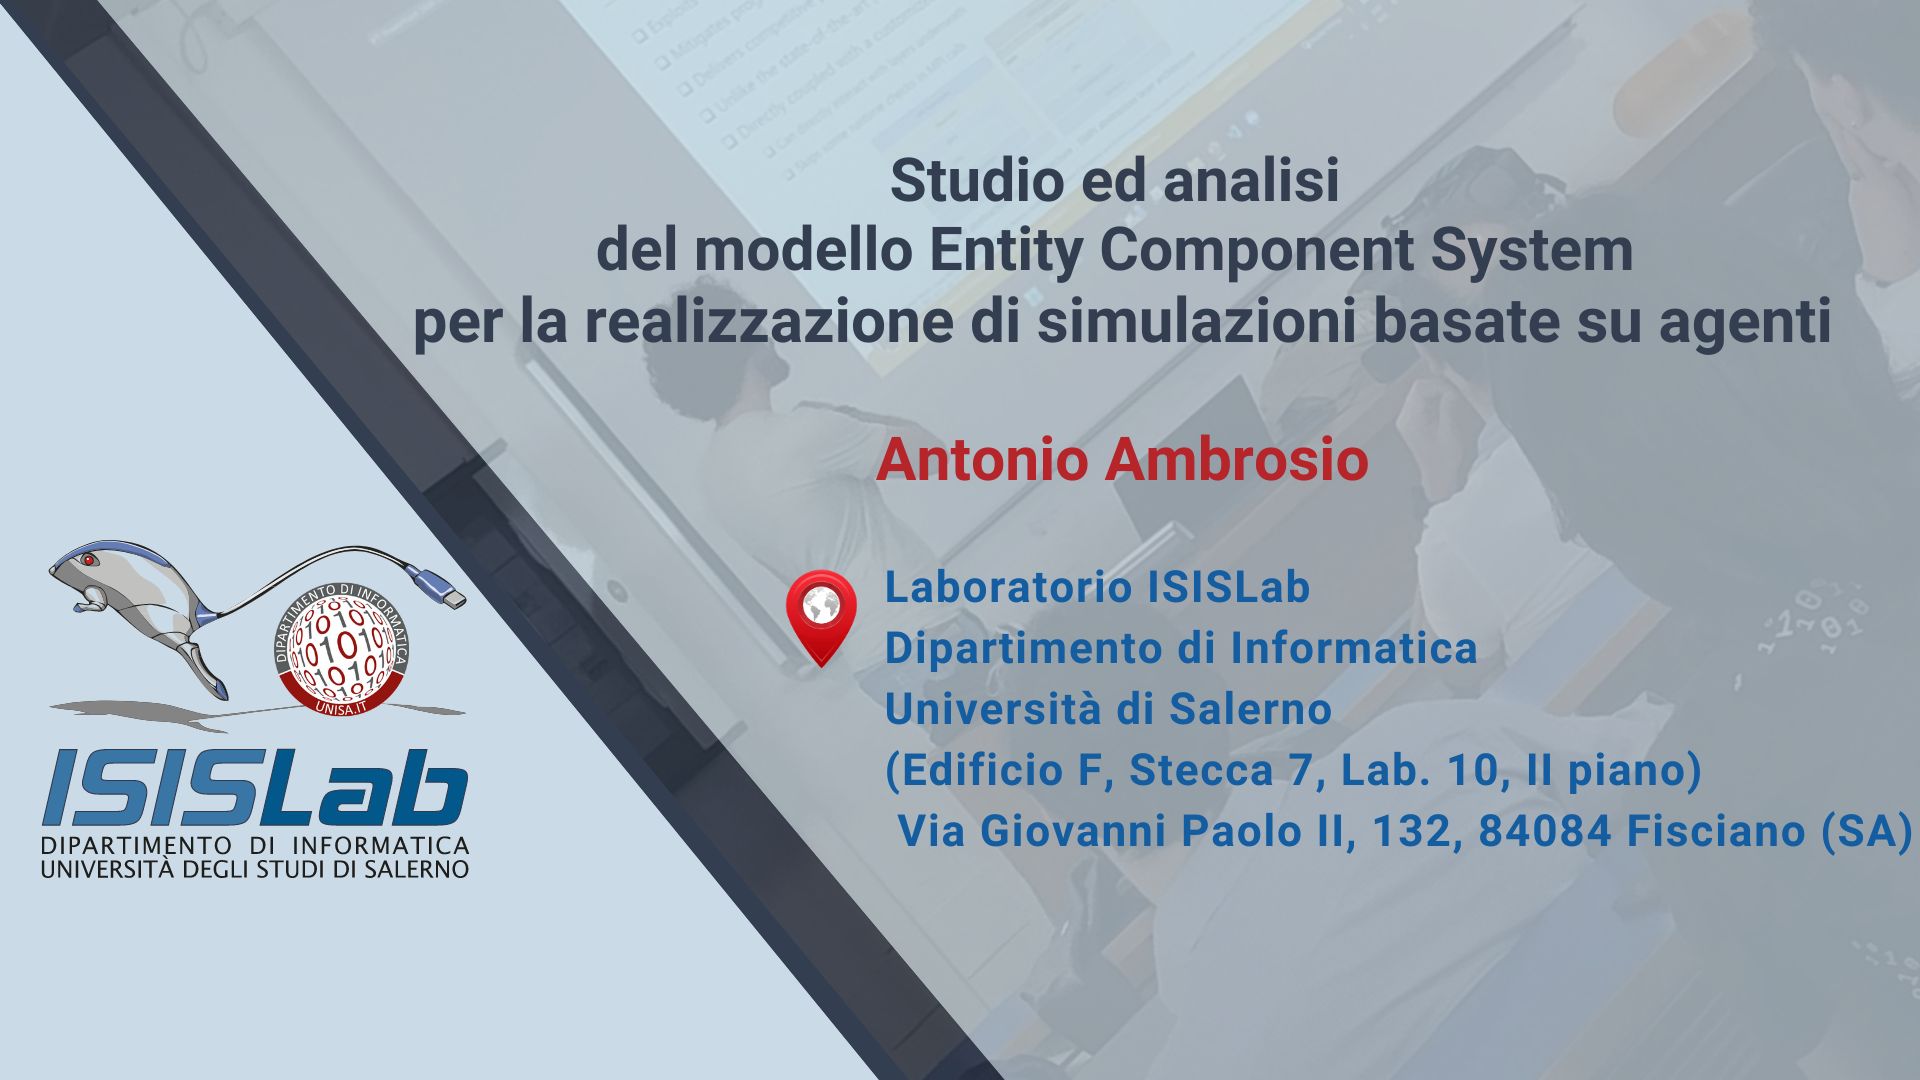 Studio ed analisi
del modello Entity Component System
per la realizzazione di simulazioni basate su agenti
Antonio Ambrosio
Laboratorio ISISLab
Dipartimento di Informatica
Università di Salerno
(Edificio F, Stecca 7, Lab. 10, II piano)
Via Giovanni Paolo II, 132, 84084 Fisciano (SA)
DIPARTIMENTO DI INFORMATICA
UNISA.IT
ISISLab
DIPARTIMENTO DI INFORMATICA
UNIVERSITÀ DEGLI STUDI DI SALERNO